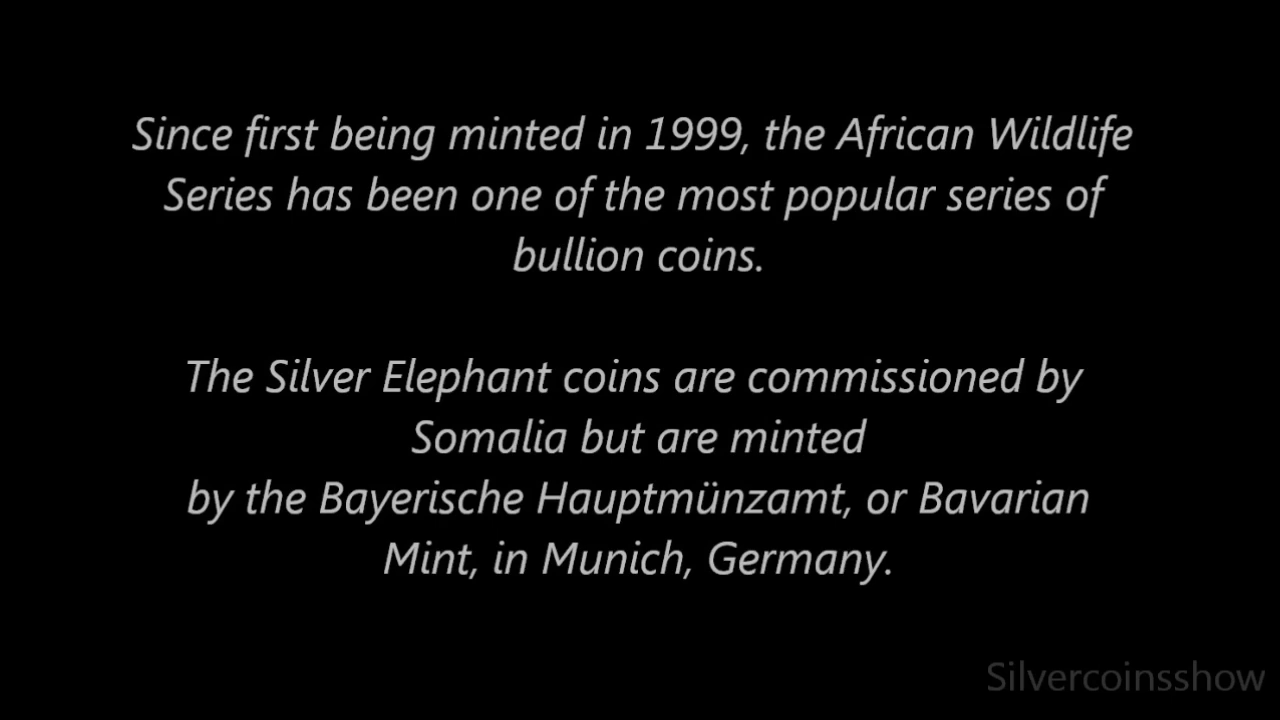 Since first being minted in 1999, the African Wildlife
Series has been one of the most popular series of
bullion coins.
The Silver Elephant coins are commissioned by
Somalia but are minted
by the Bayerische Hauptmünzamt, or Bavarian
Mint, in Munich, Germany.
Silvercoinsshow